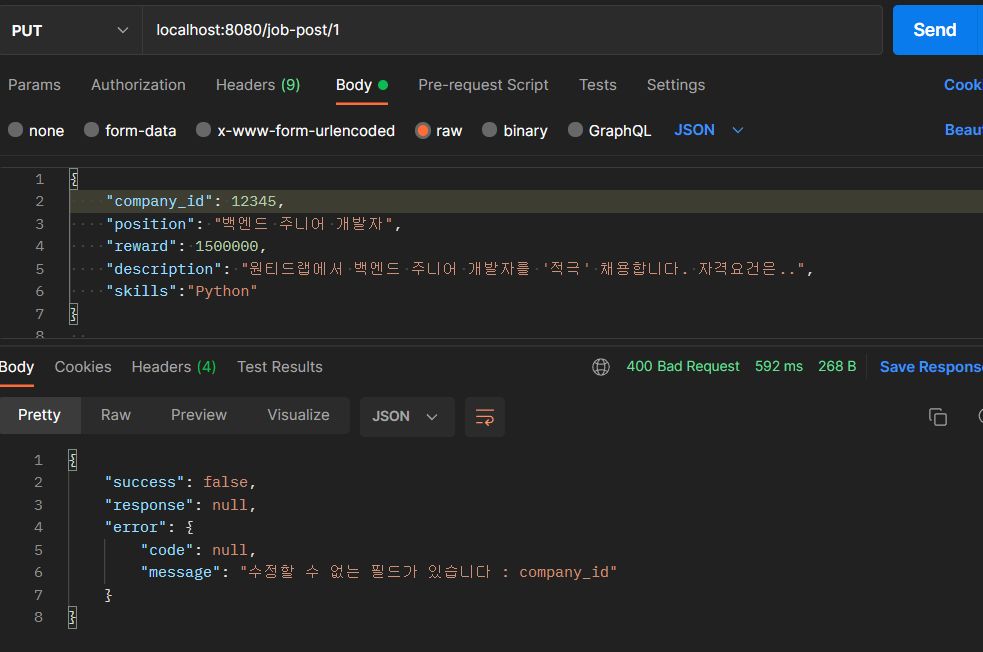 PUT localhost:8080/job-post/1 Send
Params Authorization Headers (9) Body Pre-request Script Tests Settings Cook
none form-data x-www-form-urlencoded raw binary GraphQL JSON Beau
1 {
2 "company_id": 12345,
3 "position": "백엔드 주니어 개발자",
4 "reward": 1500000,
5 "description": "원티드랩에서 백엔드 주니어 개발자를 '적극' 채용합니다. 자격요건은..",
6 "skills":"Python"
7 }
8
Body Cookies Headers (4) Test Results 400 Bad Request 592 ms 268 B Save Respons
Pretty Raw Preview Visualize JSON
1 {
2 "success": false,
3 "response": null,
4 "error": {
5 "code": null,
6 "message": "수정할 수 없는 필드가 있습니다 : company_id"
7 }
8 }